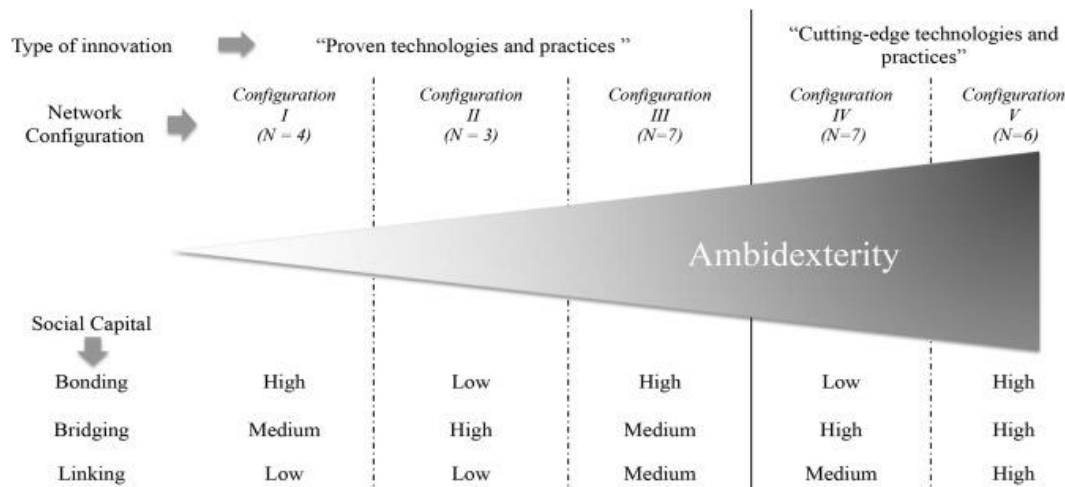 Type of innovation
“Proven technologies and practices ”
“Cutting-edge technologies and
practices”
Network
Configuration
Configuration
I
(N = 4)
Configuration
II
(N = 3)
Configuration
III
(N=7)
Configuration
IV
(N=7)
Configuration
V
(N=6)
Ambidexterity
Social Capital
Bonding High Low High Low High
Bridging Medium High Medium High High
Linking Low Low Medium Medium High